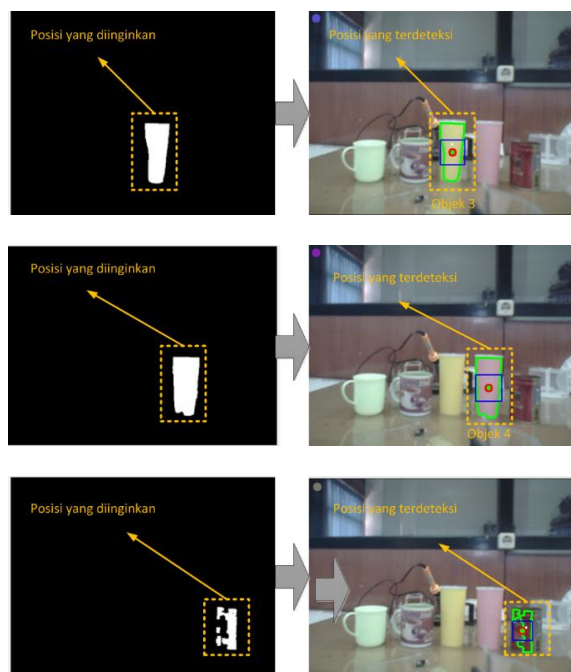 Posisi yang diinginkan
Posisi yang terdeteksi
Objek 3
Posisi yang diinginkan
Posisi yang terdeteksi
Objek 4
Posisi yang diinginkan
Posisi yang terdeteksi